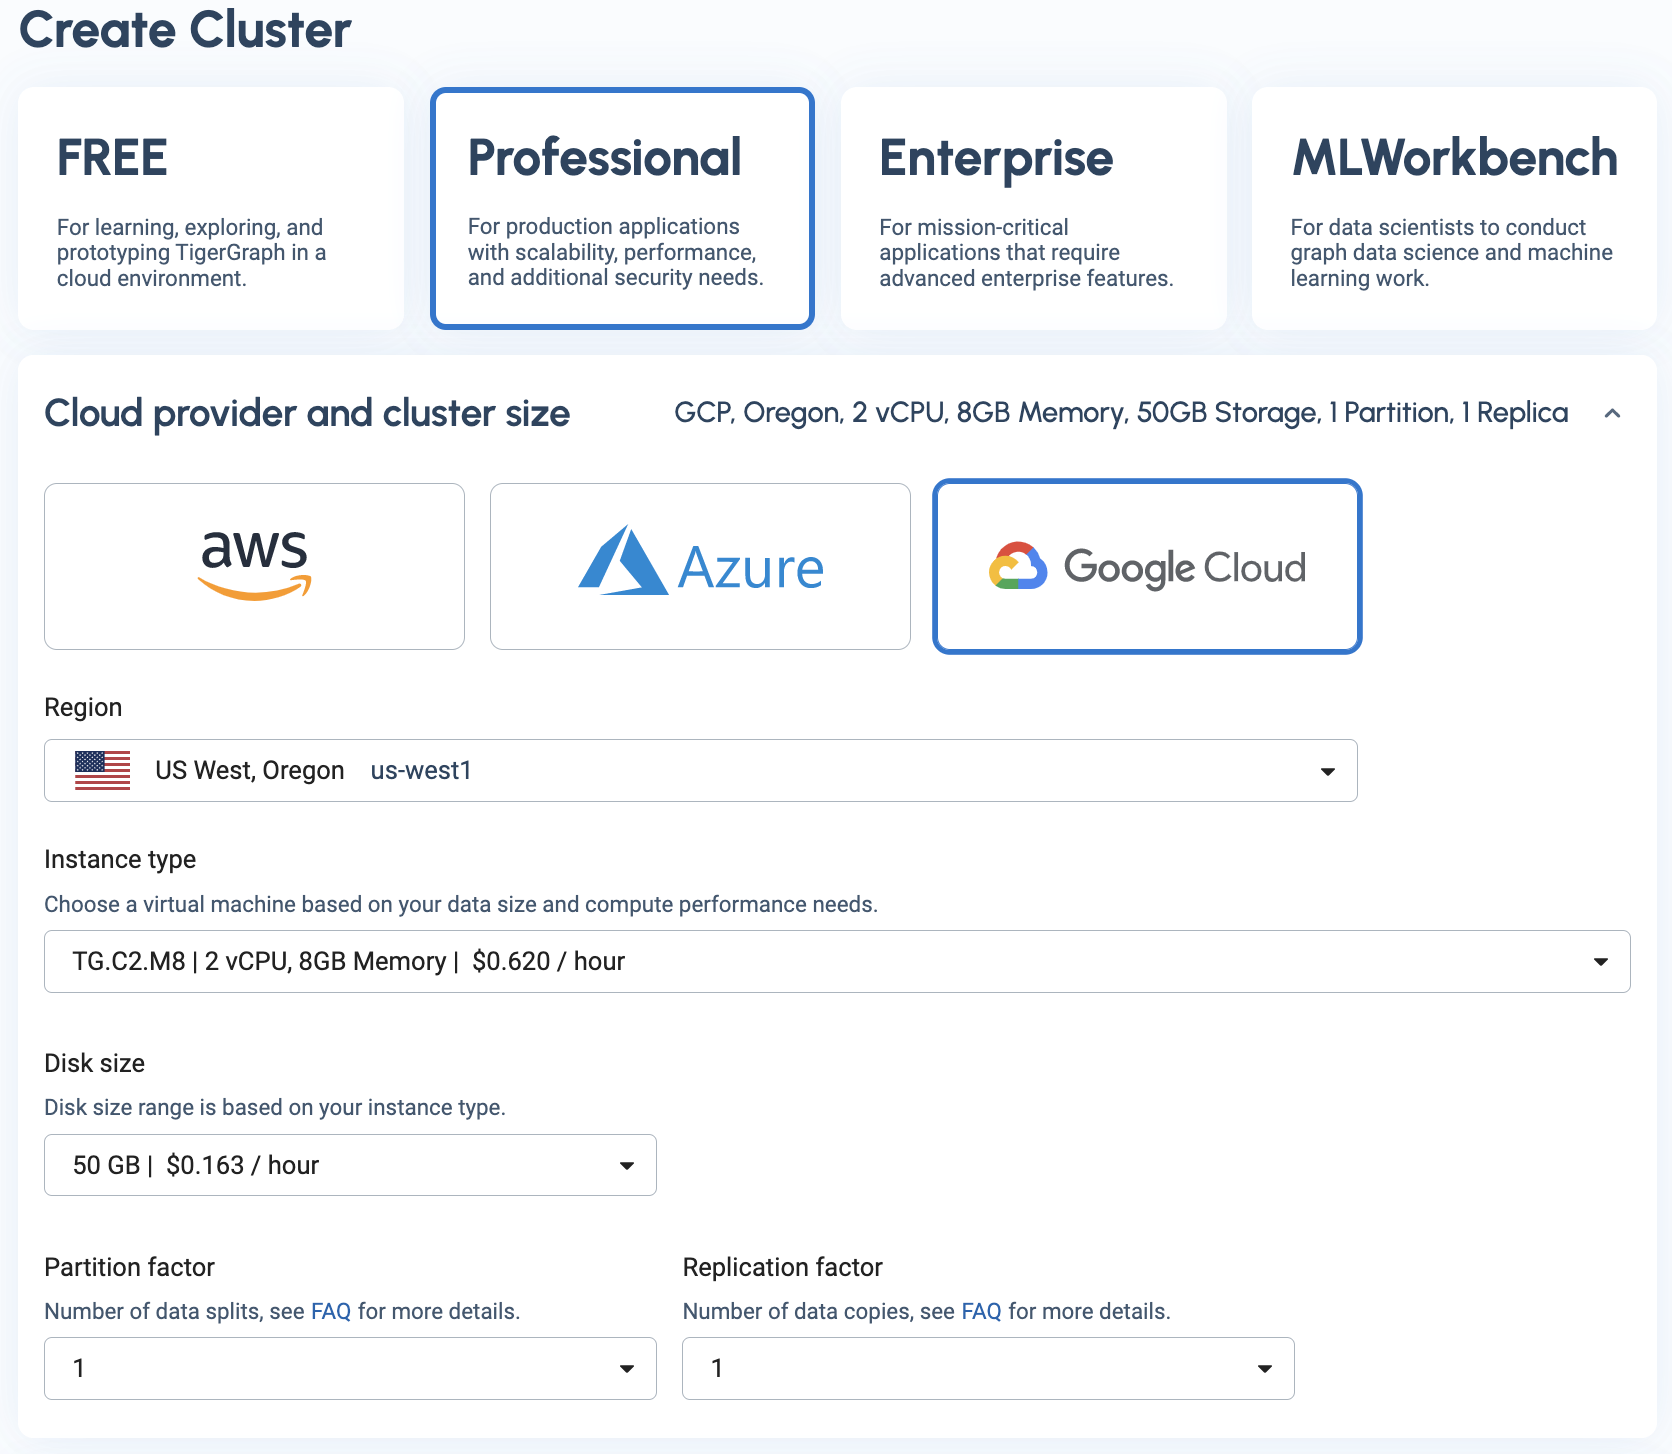 Create Cluster
FREE
For learning, exploring, and
prototyping TigerGraph in a
cloud environment.
Professional
For production applications
with scalability, performance,
and additional security needs.
Enterprise
For mission-critical
applications that require
advanced enterprise features.
MLWorkbench
For data scientists to conduct
graph data science and machine
learning work.
Cloud provider and cluster size
GCP, Oregon, 2 vCPU, 8GB Memory, 50GB Storage, 1 Partition, 1 Replica
aws
Azure
Google Cloud
Region
US West, Oregon us-west1
Instance type
Choose a virtual machine based on your data size and compute performance needs.
TG.C2.M8 | 2 vCPU, 8GB Memory | $0.620 / hour
Disk size
Disk size range is based on your instance type.
50 GB | $0.163 / hour
Partition factor
Number of data splits, see FAQ for more details.
1
Replication factor
Number of data copies, see FAQ for more details.
1